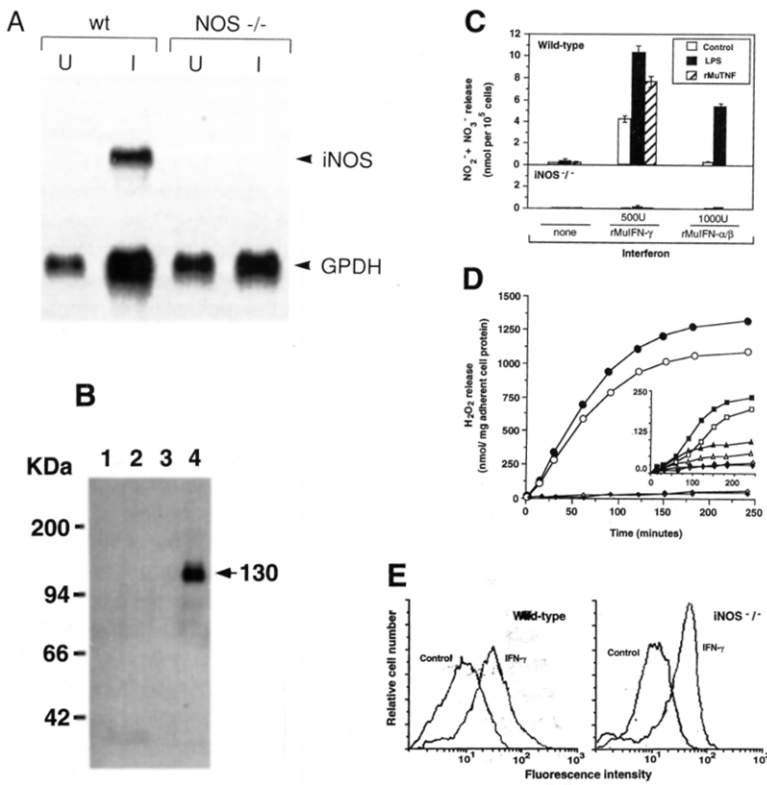 A
wt NOS -/-
U I U I
iNOS
GPDH
B
1 2 3 4
KDa
200
94
66
42
130
C
NO2- + NO3- release
(nmol per 10^5 cells)
12
10
8
6
4
2
0
2
0
Wild-type
Control
LPS
rMuTNF
iNOS -/-
none
500U
rMuIFN-γ
1000U
rMuIFN-α/β
Interferon
D
H2O2 release
(nmol/ mg adherent cell protein)
1500
1250
1000
750
500
250
0
0 50 100 150 200 250
Time (minutes)
250
125
0.0
0 100 200
E
Relative cell number
Wild-type
Control
IFN-γ
10^1 10^2 10^3
iNOS -/-
Control
IFN-γ
10^1 10^2
Fluorescence intensity